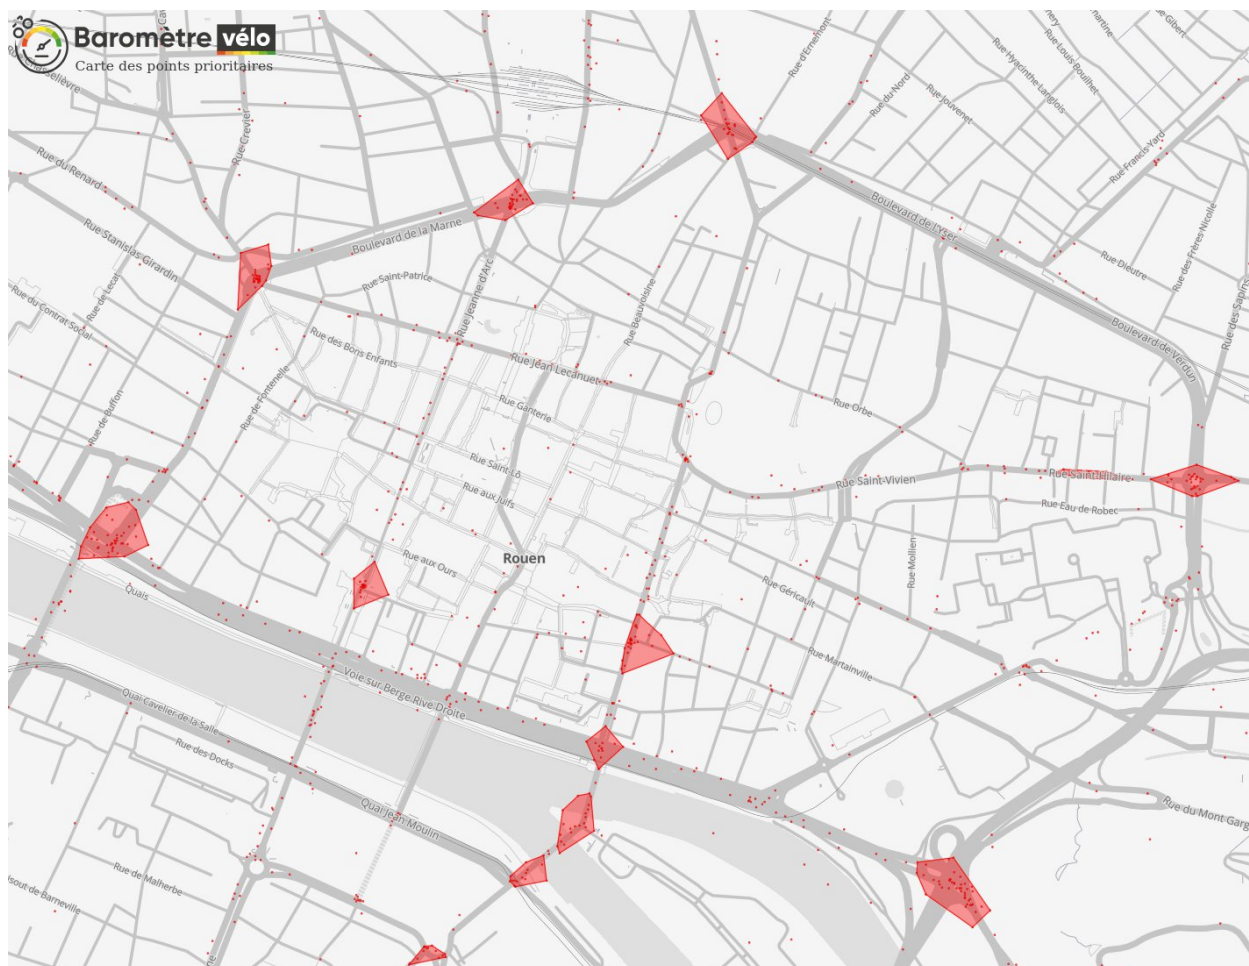 Baromètre vélo
Carte des points prioritaires
Rue d'Ernemont
Rue Hyacinthe Langlois
Rue Louis Bouilhet
Rue du Nord
Rue Jouvenet
Rue Francis Yard
Rue Crevier
Rue du Renard
Rue Stanislas Girardin
Boulevard de la Marne
Boulevard de l'Yser
Rue des Frères Nicolle
Rue Dieutre
Rue de Lecat
Rue Saint-Patrice
Rue Jeanne d'Arc
Rue Beauvoisine
Rue des Sapins
Rue du Contrat Social
Rue des Bons Enfants
Rue Jean Lecanuet
Boulevard de Verdun
Rue de Buffon
Rue de Fontenelle
Rue Ganterie
Rue Orbe
Rue Saint-Lô
Rue Saint-Vivien
Rue Saint-Hilaire
Rue aux Juifs
Rue Eau de Robec
Rue aux Ours
Rouen
Rue Mollien
Rue Géricault
Quais
Rue Martainville
Voie sur Berge Rive Droite
Quai Cavelier de la Salle
Rue des Docks
Quai Jean Moulin
Rue du Mont Garg
Rue de Malherbe
sout de Barneville